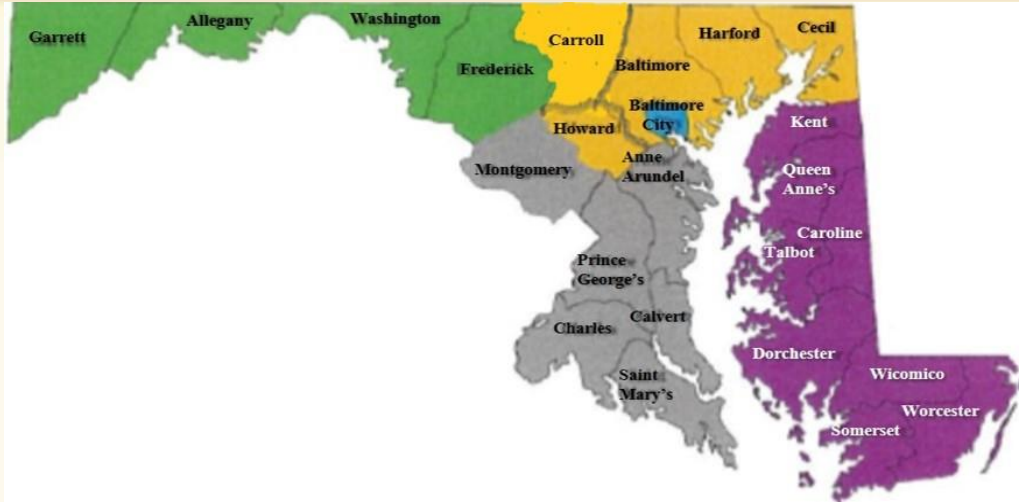 Garrett
Allegany
Washington
Frederick
Carroll
Baltimore
Harford
Cecil
Baltimore
City
Howard
Montgomery
Anne
Arundel
Kent
Queen
Anne's
Caroline
Talbot
Prince
George's
Calvert
Charles
Saint
Mary's
Dorchester
Wicomico
Worcester
Somerset